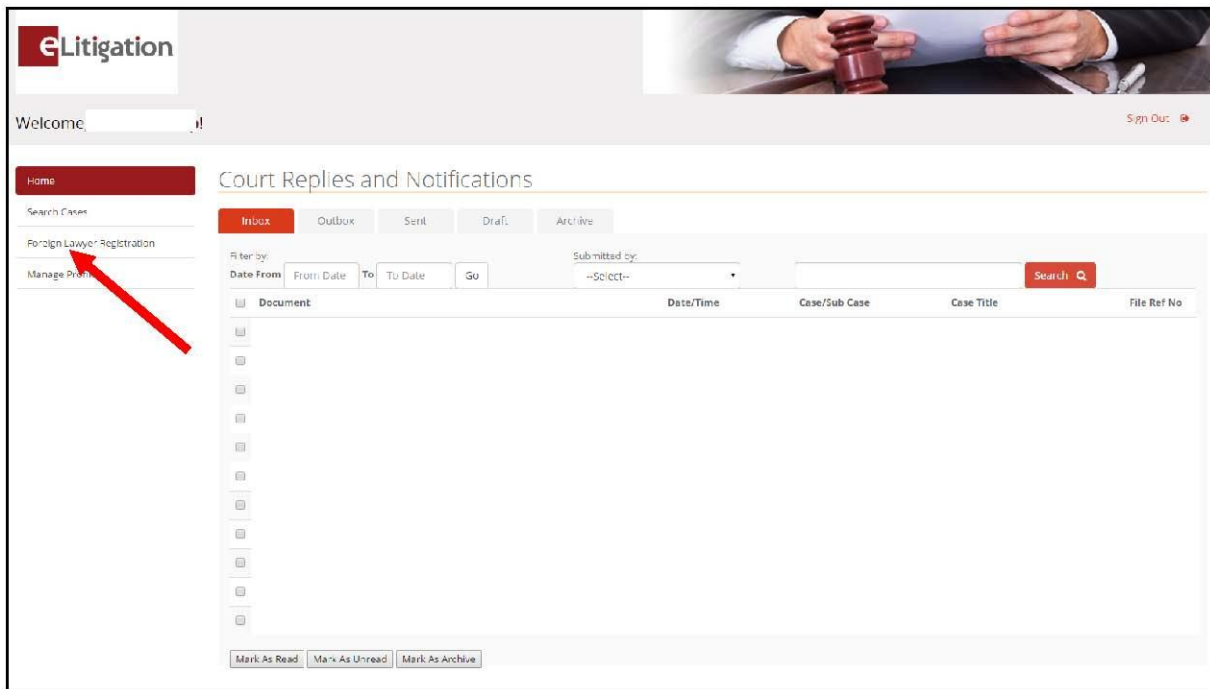 eLitigation
Welcome, !
Sign Out
Home
Search Cases
Foreign Lawyer Registration
Manage
Court Replies and Notifications
Inbox Outbox Sent Draft Archive
Filter by: Submitted by:
Date From From Date To To Date Go --Select-- Search
Document Date/Time Case/Sub Case Case Title File Ref No
Mark As Read Mark As Unread Mark As Archive